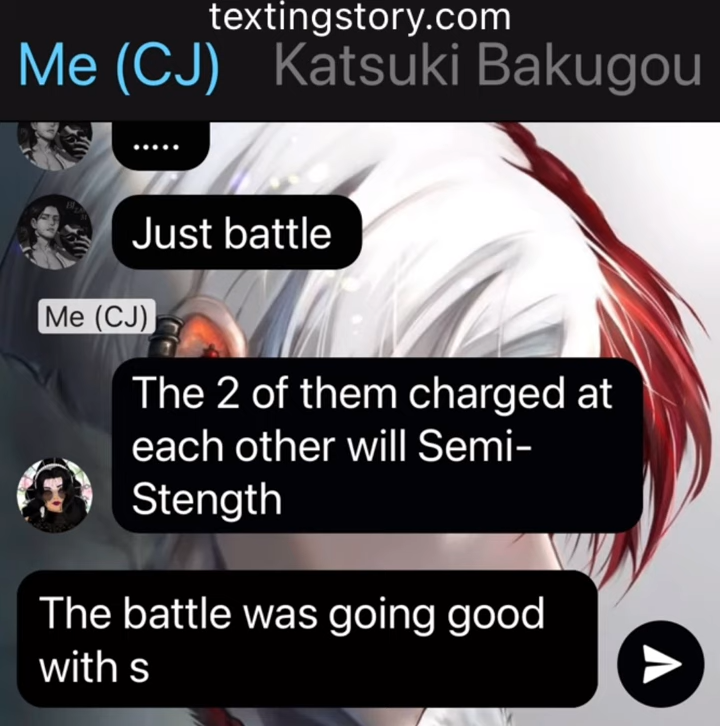 textingstory.com
Me (CJ) Katsuki Bakugou
.....
Just battle
Me (CJ)
The 2 of them charged at
each other will Semi-
Stength
The battle was going good
with s